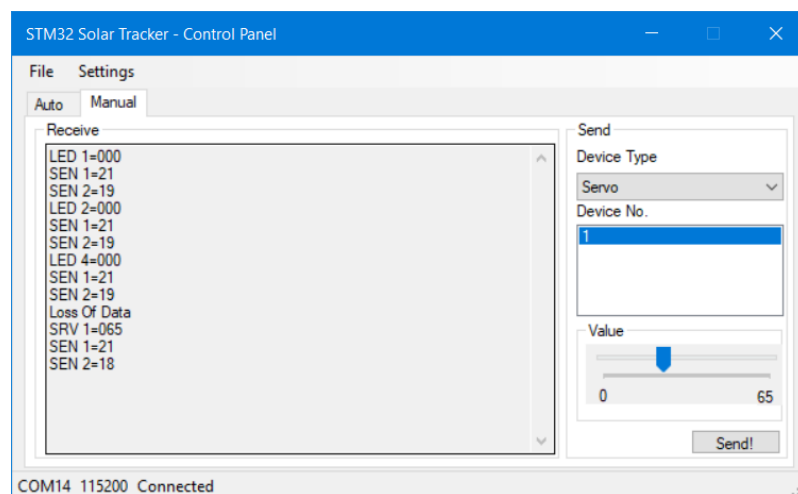 STM32 Solar Tracker - Control Panel
File Settings
Auto Manual
Receive
LED 1=000
SEN 1=21
SEN 2=19
LED 2=000
SEN 1=21
SEN 2=19
LED 4=000
SEN 1=21
SEN 2=19
Loss Of Data
SRV 1=065
SEN 1=21
SEN 2=18
Send
Device Type
Servo
Device No.
1
Value
0 65
Send!
COM14 115200 Connected